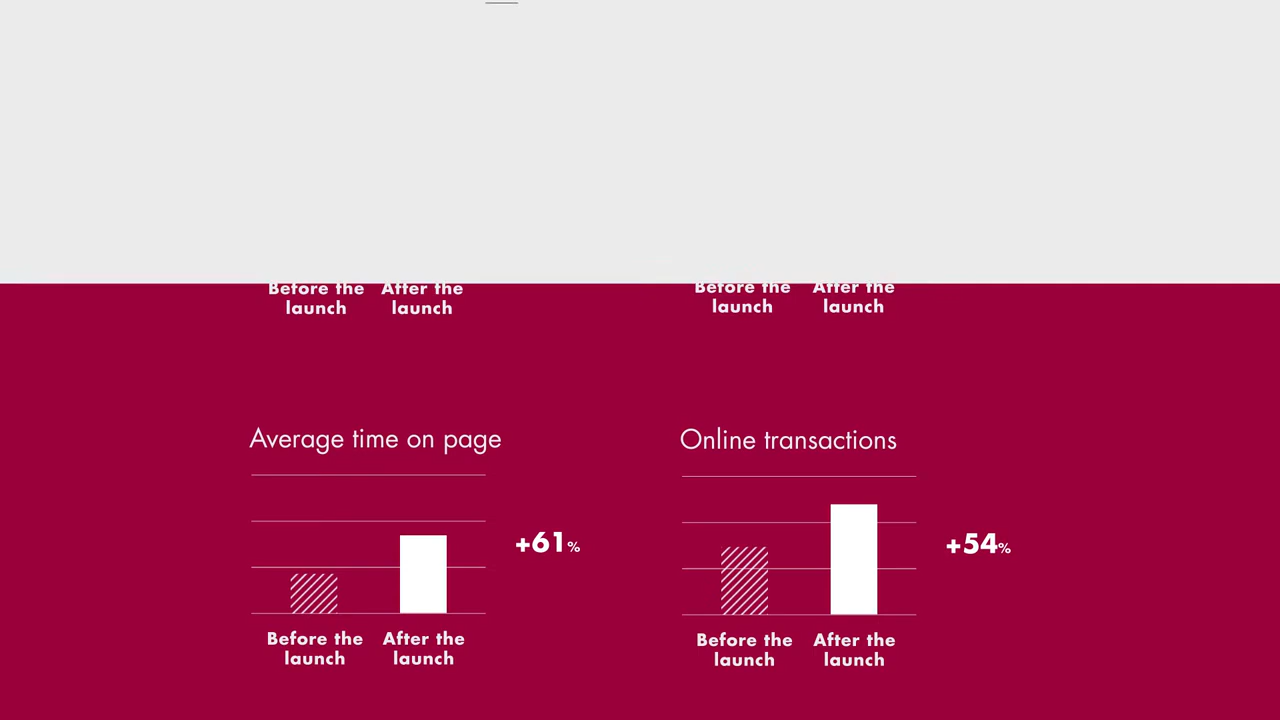 Before the After the Before the After the
launch launch launch launch
Average time on page
+61%
Before the After the
launch launch
Online transactions
+54%
Before the After the
launch launch